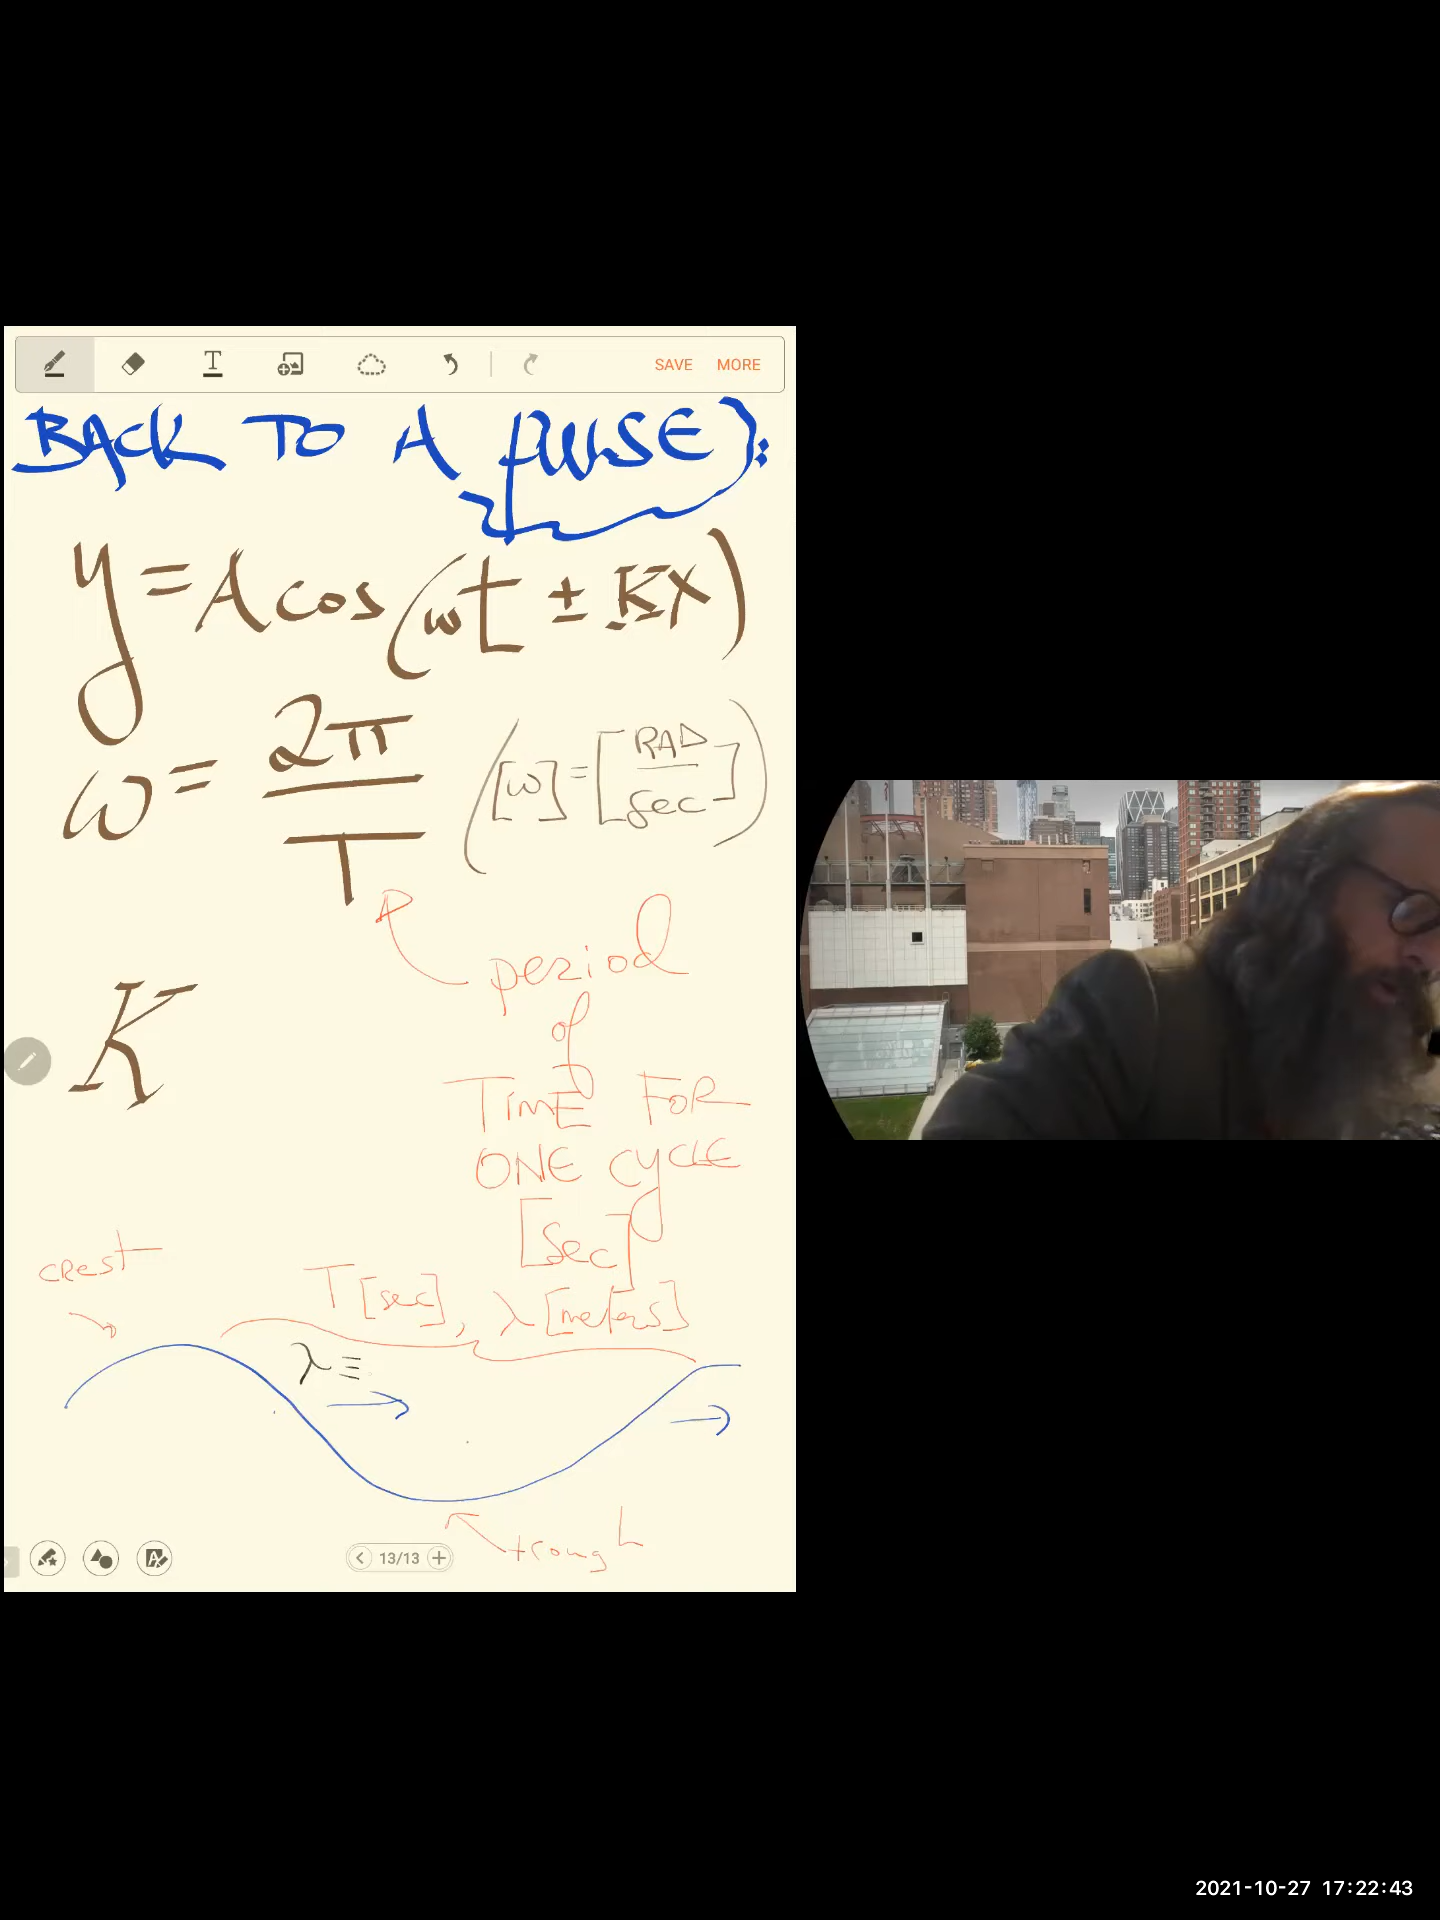 SAVE MORE
BACK TO A PULSE:
y = A cos (ωt ± Kx)
ω = 2π / T
([ω] = [RAD / sec])
period
of
TIME FOR
ONE CYCLE
[Sec]
K
crest
T [sec], λ [meters]
λ ≡
trough
13/13
2021-10-27 17:22:43